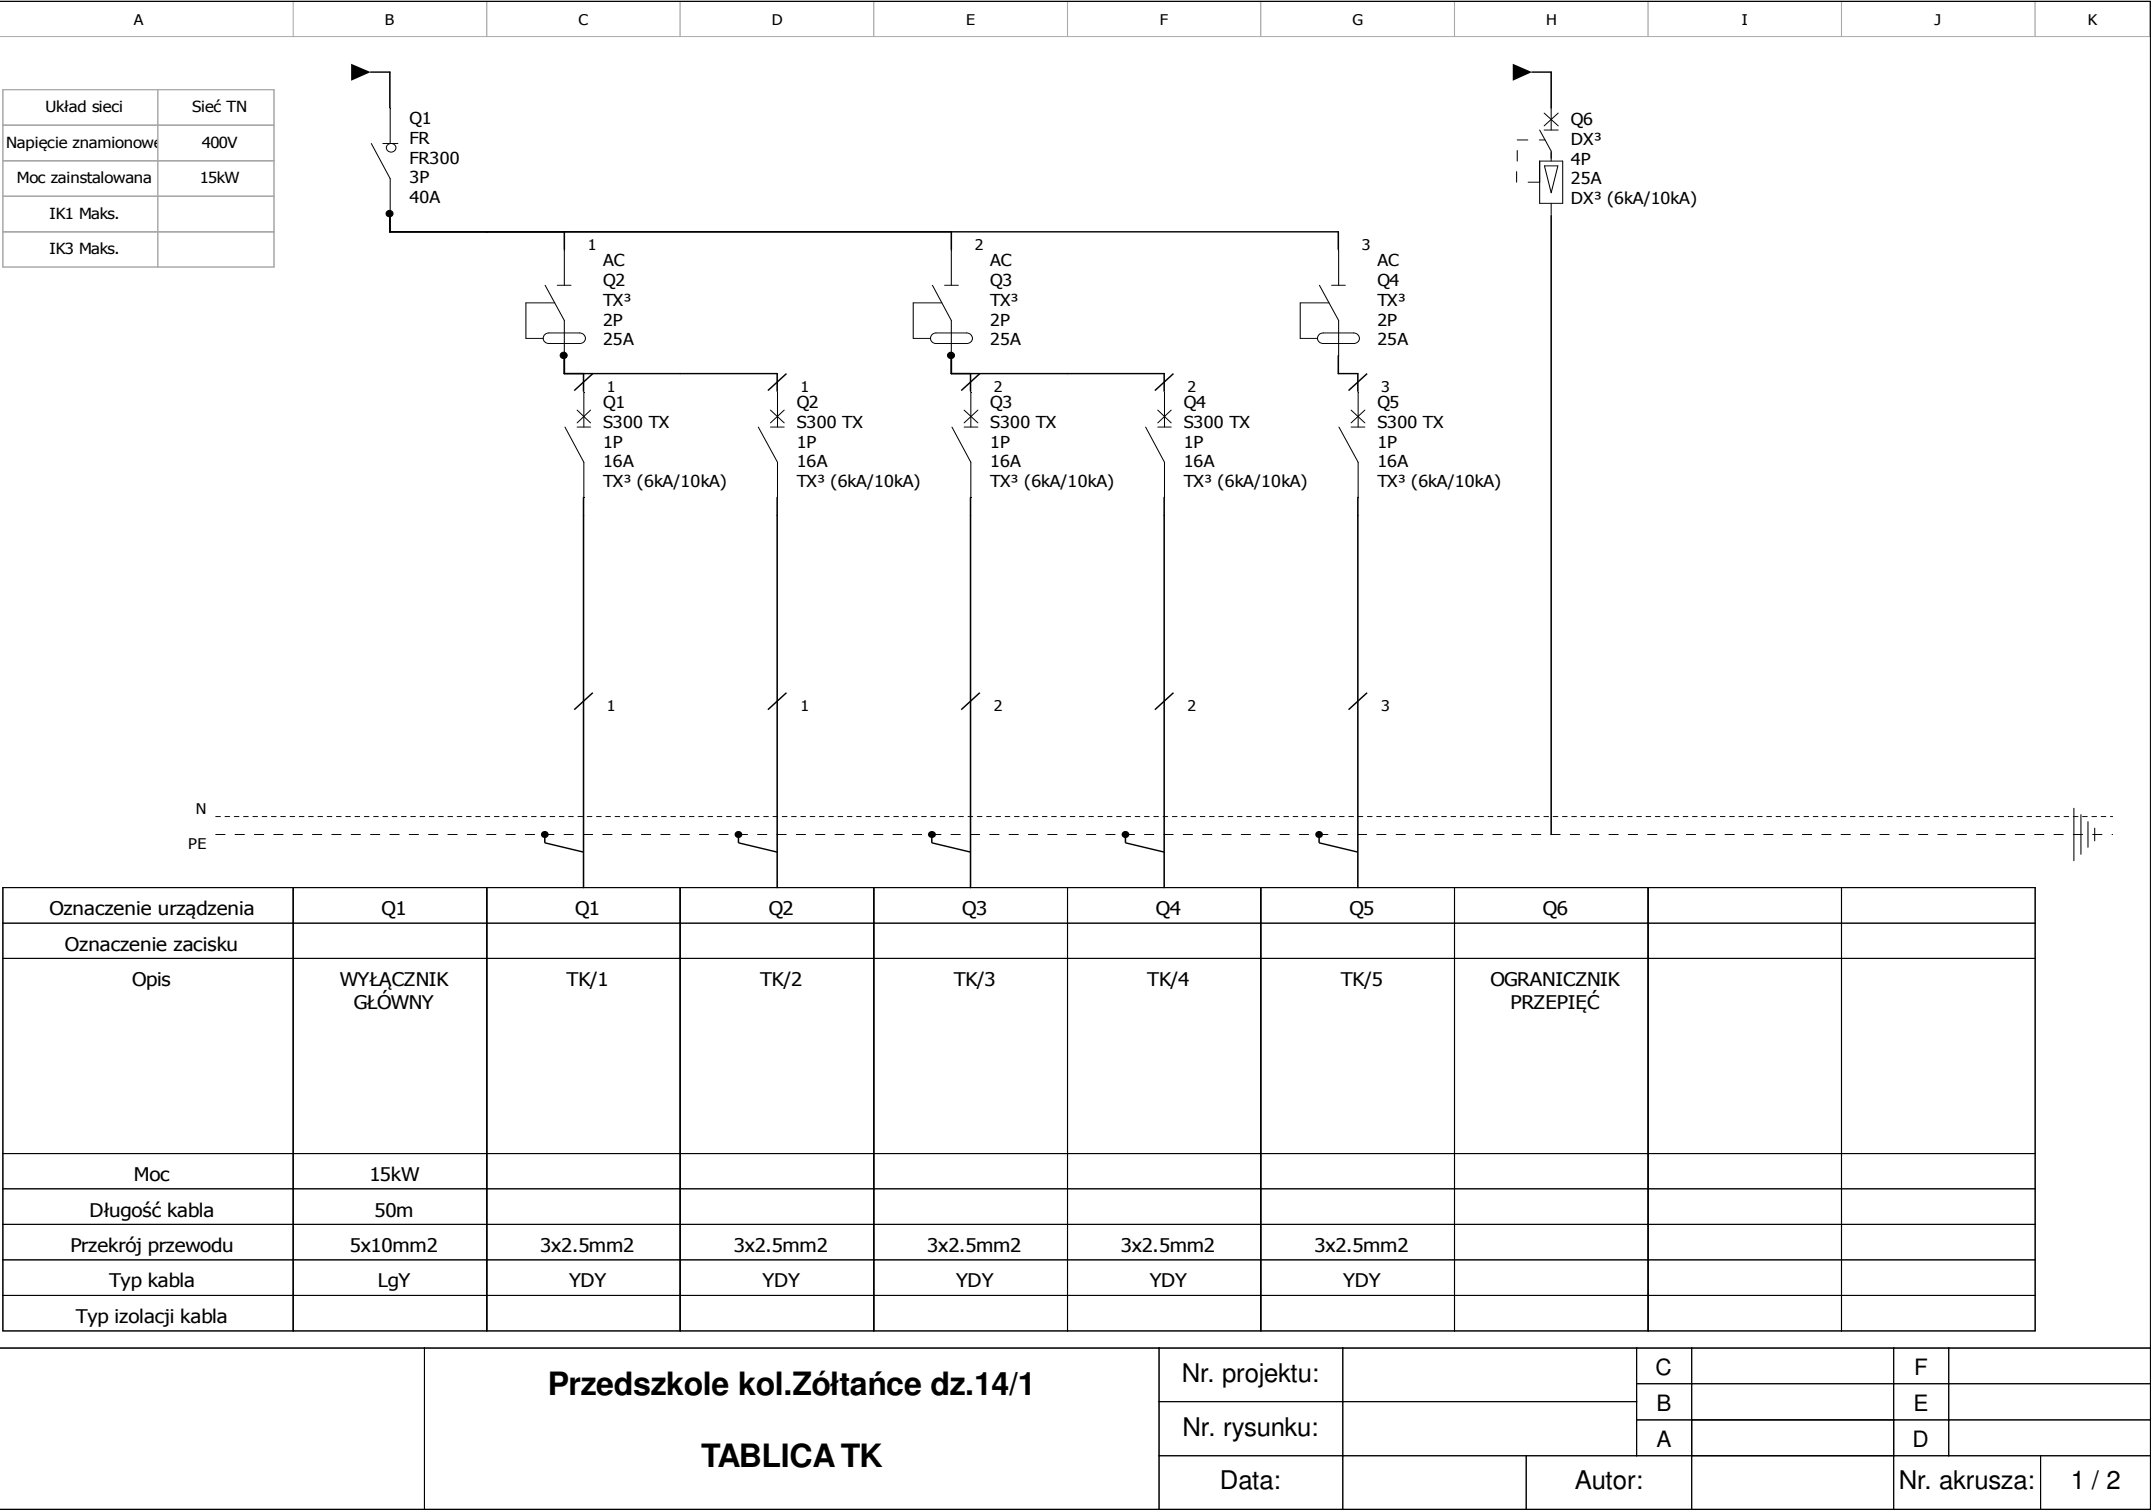 A B C D E F G H I J K
Układ sieci Sieć TN
Napięcie znamionowe 400V
Moc zainstalowana 15kW
IK1 Maks.
IK3 Maks.
Q1
FR
FR300
3P
40A
Q6
DX³
4P
25A
DX³ (6kA/10kA)
1
AC
Q2
TX³
2P
25A
2
AC
Q3
TX³
2P
25A
3
AC
Q4
TX³
2P
25A
1
Q1
S300 TX
1P
16A
TX³ (6kA/10kA)
1
Q2
S300 TX
1P
16A
TX³ (6kA/10kA)
2
Q3
S300 TX
1P
16A
TX³ (6kA/10kA)
2
Q4
S300 TX
1P
16A
TX³ (6kA/10kA)
3
Q5
S300 TX
1P
16A
TX³ (6kA/10kA)
1 1 2 2 3
N
PE
Oznaczenie urządzenia Q1 Q1 Q2 Q3 Q4 Q5 Q6
Oznaczenie zacisku
Opis WYŁĄCZNIK TK/1 TK/2 TK/3 TK/4 TK/5 OGRANICZNIK
GŁÓWNY PRZEPIĘĆ
Moc 15kW
Długość kabla 50m
Przekrój przewodu 5x10mm2 3x2.5mm2 3x2.5mm2 3x2.5mm2 3x2.5mm2 3x2.5mm2
Typ kabla LgY YDY YDY YDY YDY YDY
Typ izolacji kabla
Przedszkole kol.Zółtańce dz.14/1
TABLICA TK
Nr. projektu:
Nr. rysunku:
Data:
Autor:
C F
B E
A D
Nr. akrusza: 1 / 2